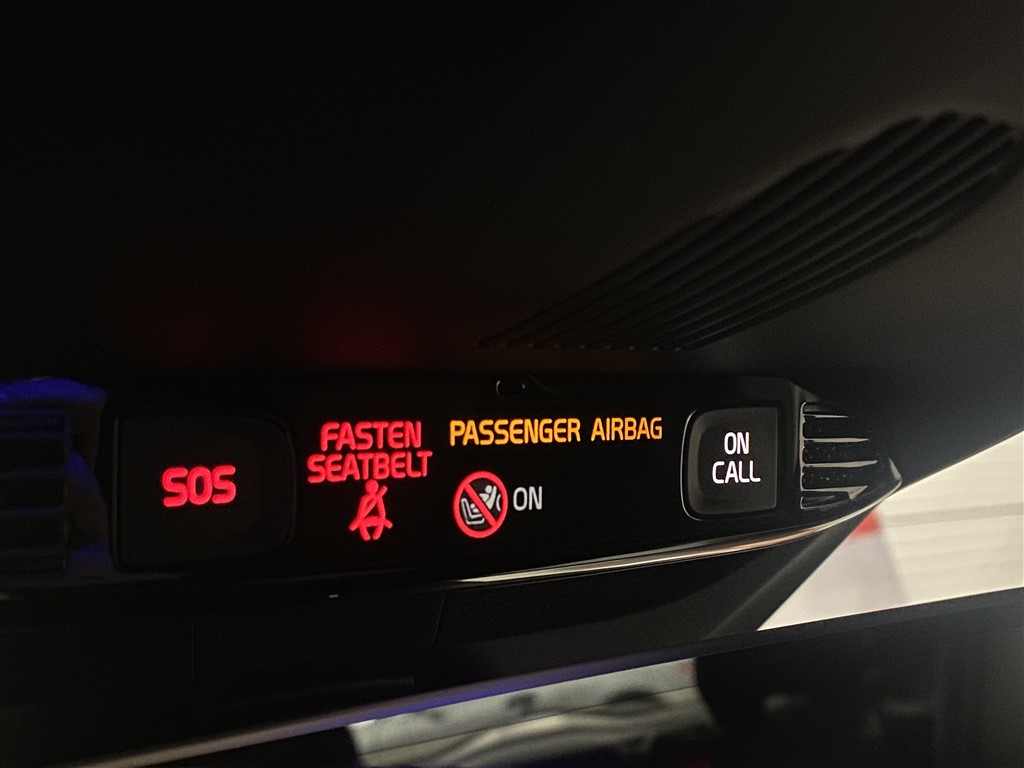 SOS
FASTEN
SEATBELT
PASSENGER AIRBAG
ON
ON
CALL